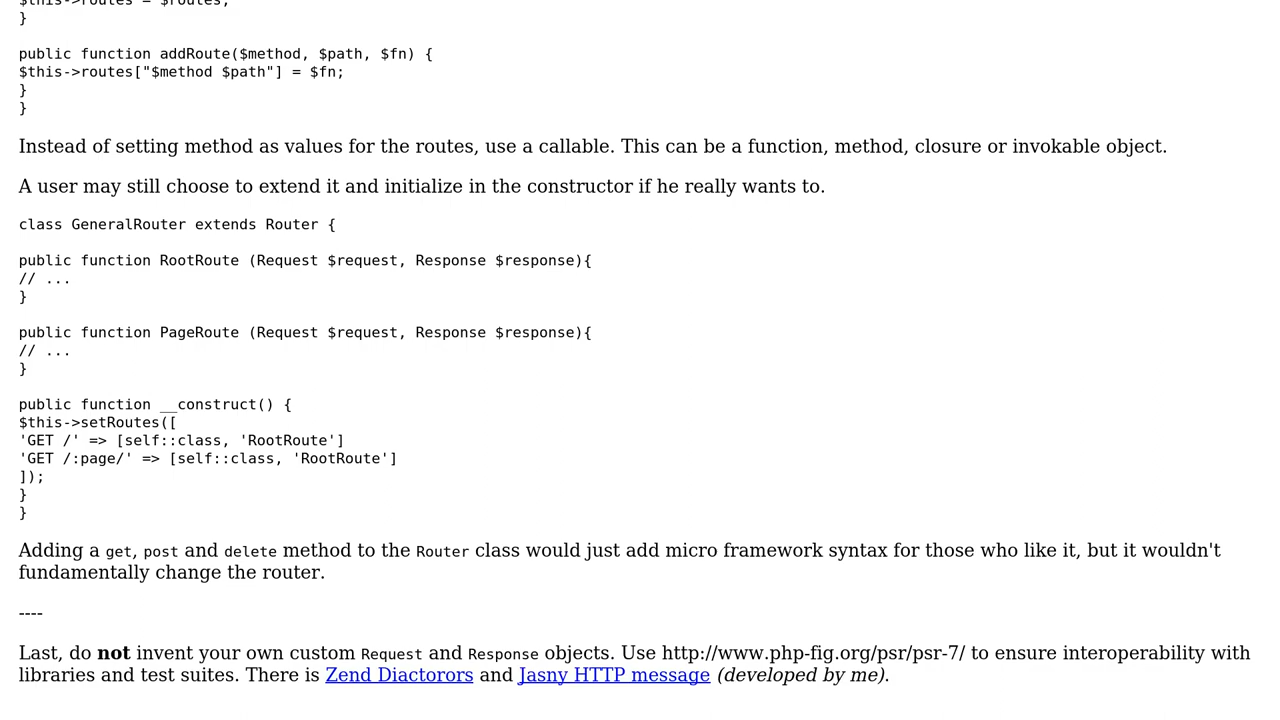 $this->routes = $routes;
}
public function addRoute($method, $path, $fn) {
$this->routes["$method $path"] = $fn;
}
}
Instead of setting method as values for the routes, use a callable. This can be a function, method, closure or invokable object.
A user may still choose to extend it and initialize in the constructor if he really wants to.
class GeneralRouter extends Router {
public function RootRoute (Request $request, Response $response){
// ...
}
public function PageRoute (Request $request, Response $response){
// ...
}
public function __construct() {
$this->setRoutes([
'GET /' => [self::class, 'RootRoute']
'GET /:page/' => [self::class, 'RootRoute']
]);
}
}
Adding a get, post and delete method to the Router class would just add micro framework syntax for those who like it, but it wouldn't
fundamentally change the router.
----
Last, do not invent your own custom Request and Response objects. Use http://www.php-fig.org/psr/psr-7/ to ensure interoperability with
libraries and test suites. There is Zend Diactorors and Jasny HTTP message (developed by me).